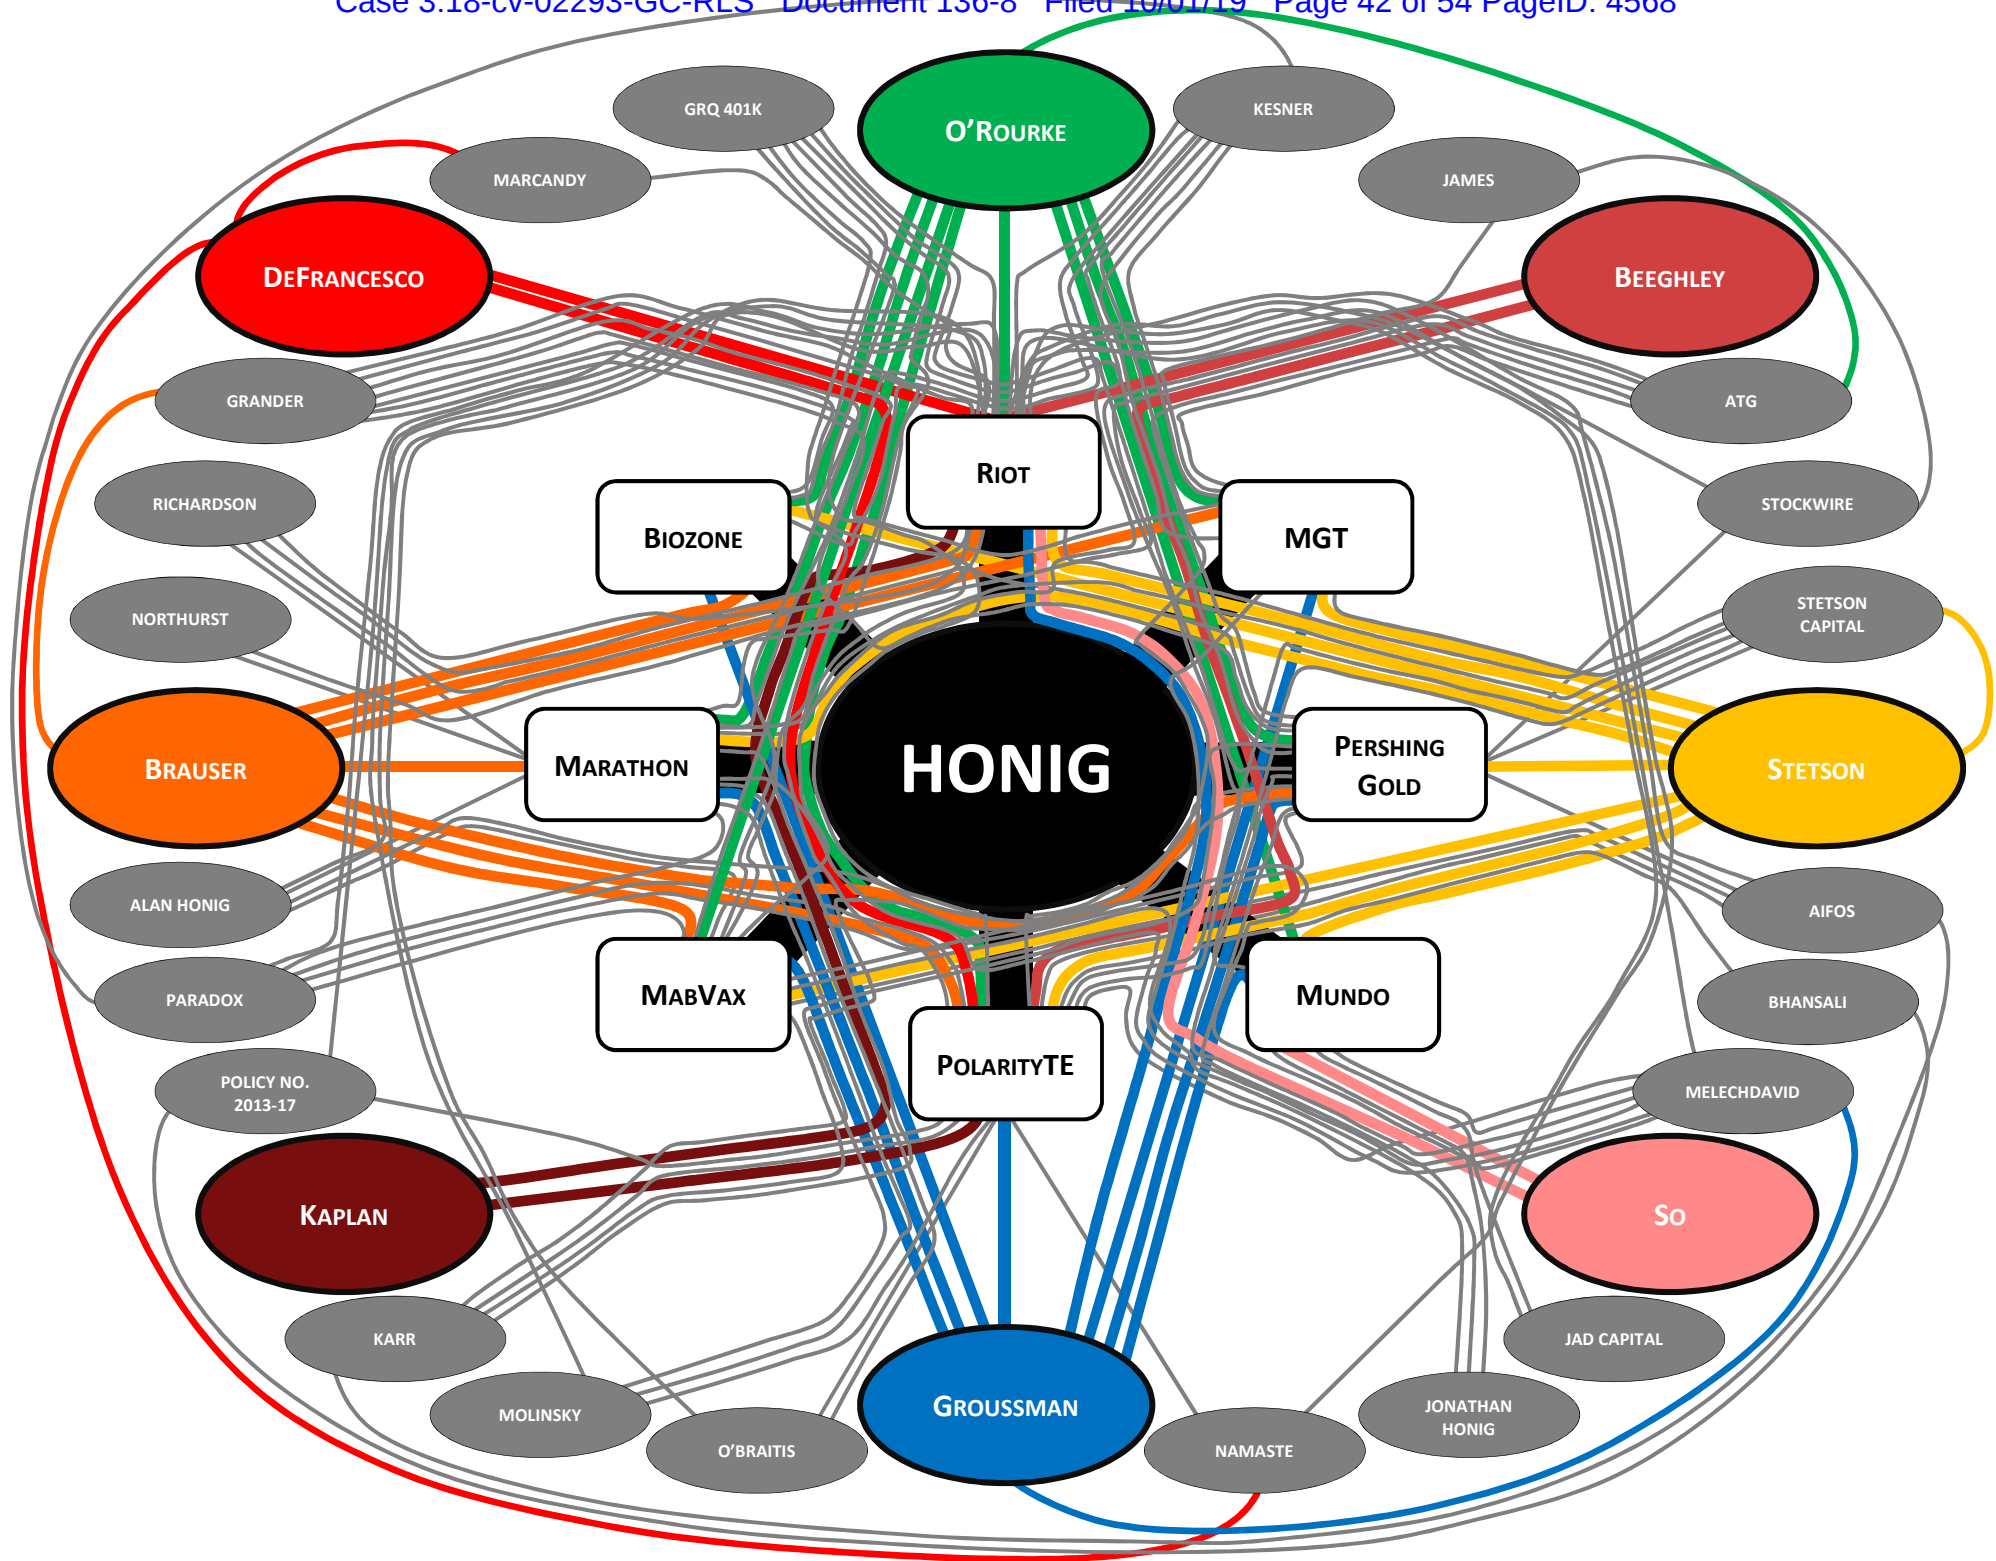 Case 3:18-cv-02293-GC-RLS Document 136-8 Filed 10/01/19 Page 42 of 54 PageID: 4568
GRQ 401K
O'ROURKE
KESNER
MARCANDY
JAMES
DEFRANCESCO
BEEGHLEY
GRANDER
ATG
RIOT
RICHARDSON
STOCKWIRE
BIOZONE
MGT
NORTHURST
STETSON
CAPITAL
BRAUSER
MARATHON
HONIG
PERSHING
GOLD
STETSON
ALAN HONIG
AIFOS
PARADOX
MABVAX
MUNDO
BHANSALI
POLARITYTE
POLICY NO.
2013-17
MELECHDAVID
KAPLAN
SO
KARR
JAD CAPITAL
MOLINSKY
GROUSSMAN
JONATHAN
HONIG
O'BRAITIS
NAMASTE